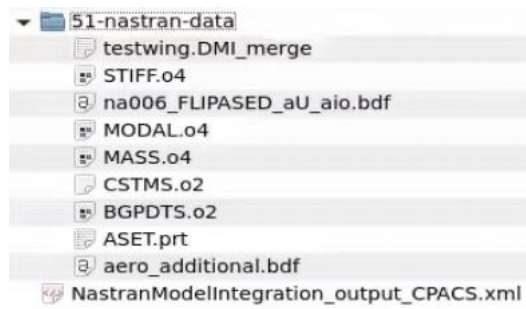 51-nastran-data
testwing.DMI_merge
STIFF.o4
na006_FLIPASED_aU_aio.bdf
MODAL.o4
MASS.o4
CSTMS.o2
BGPDTS.o2
ASET.prt
aero_additional.bdf
NastranModelIntegration_output_CPACS.xml